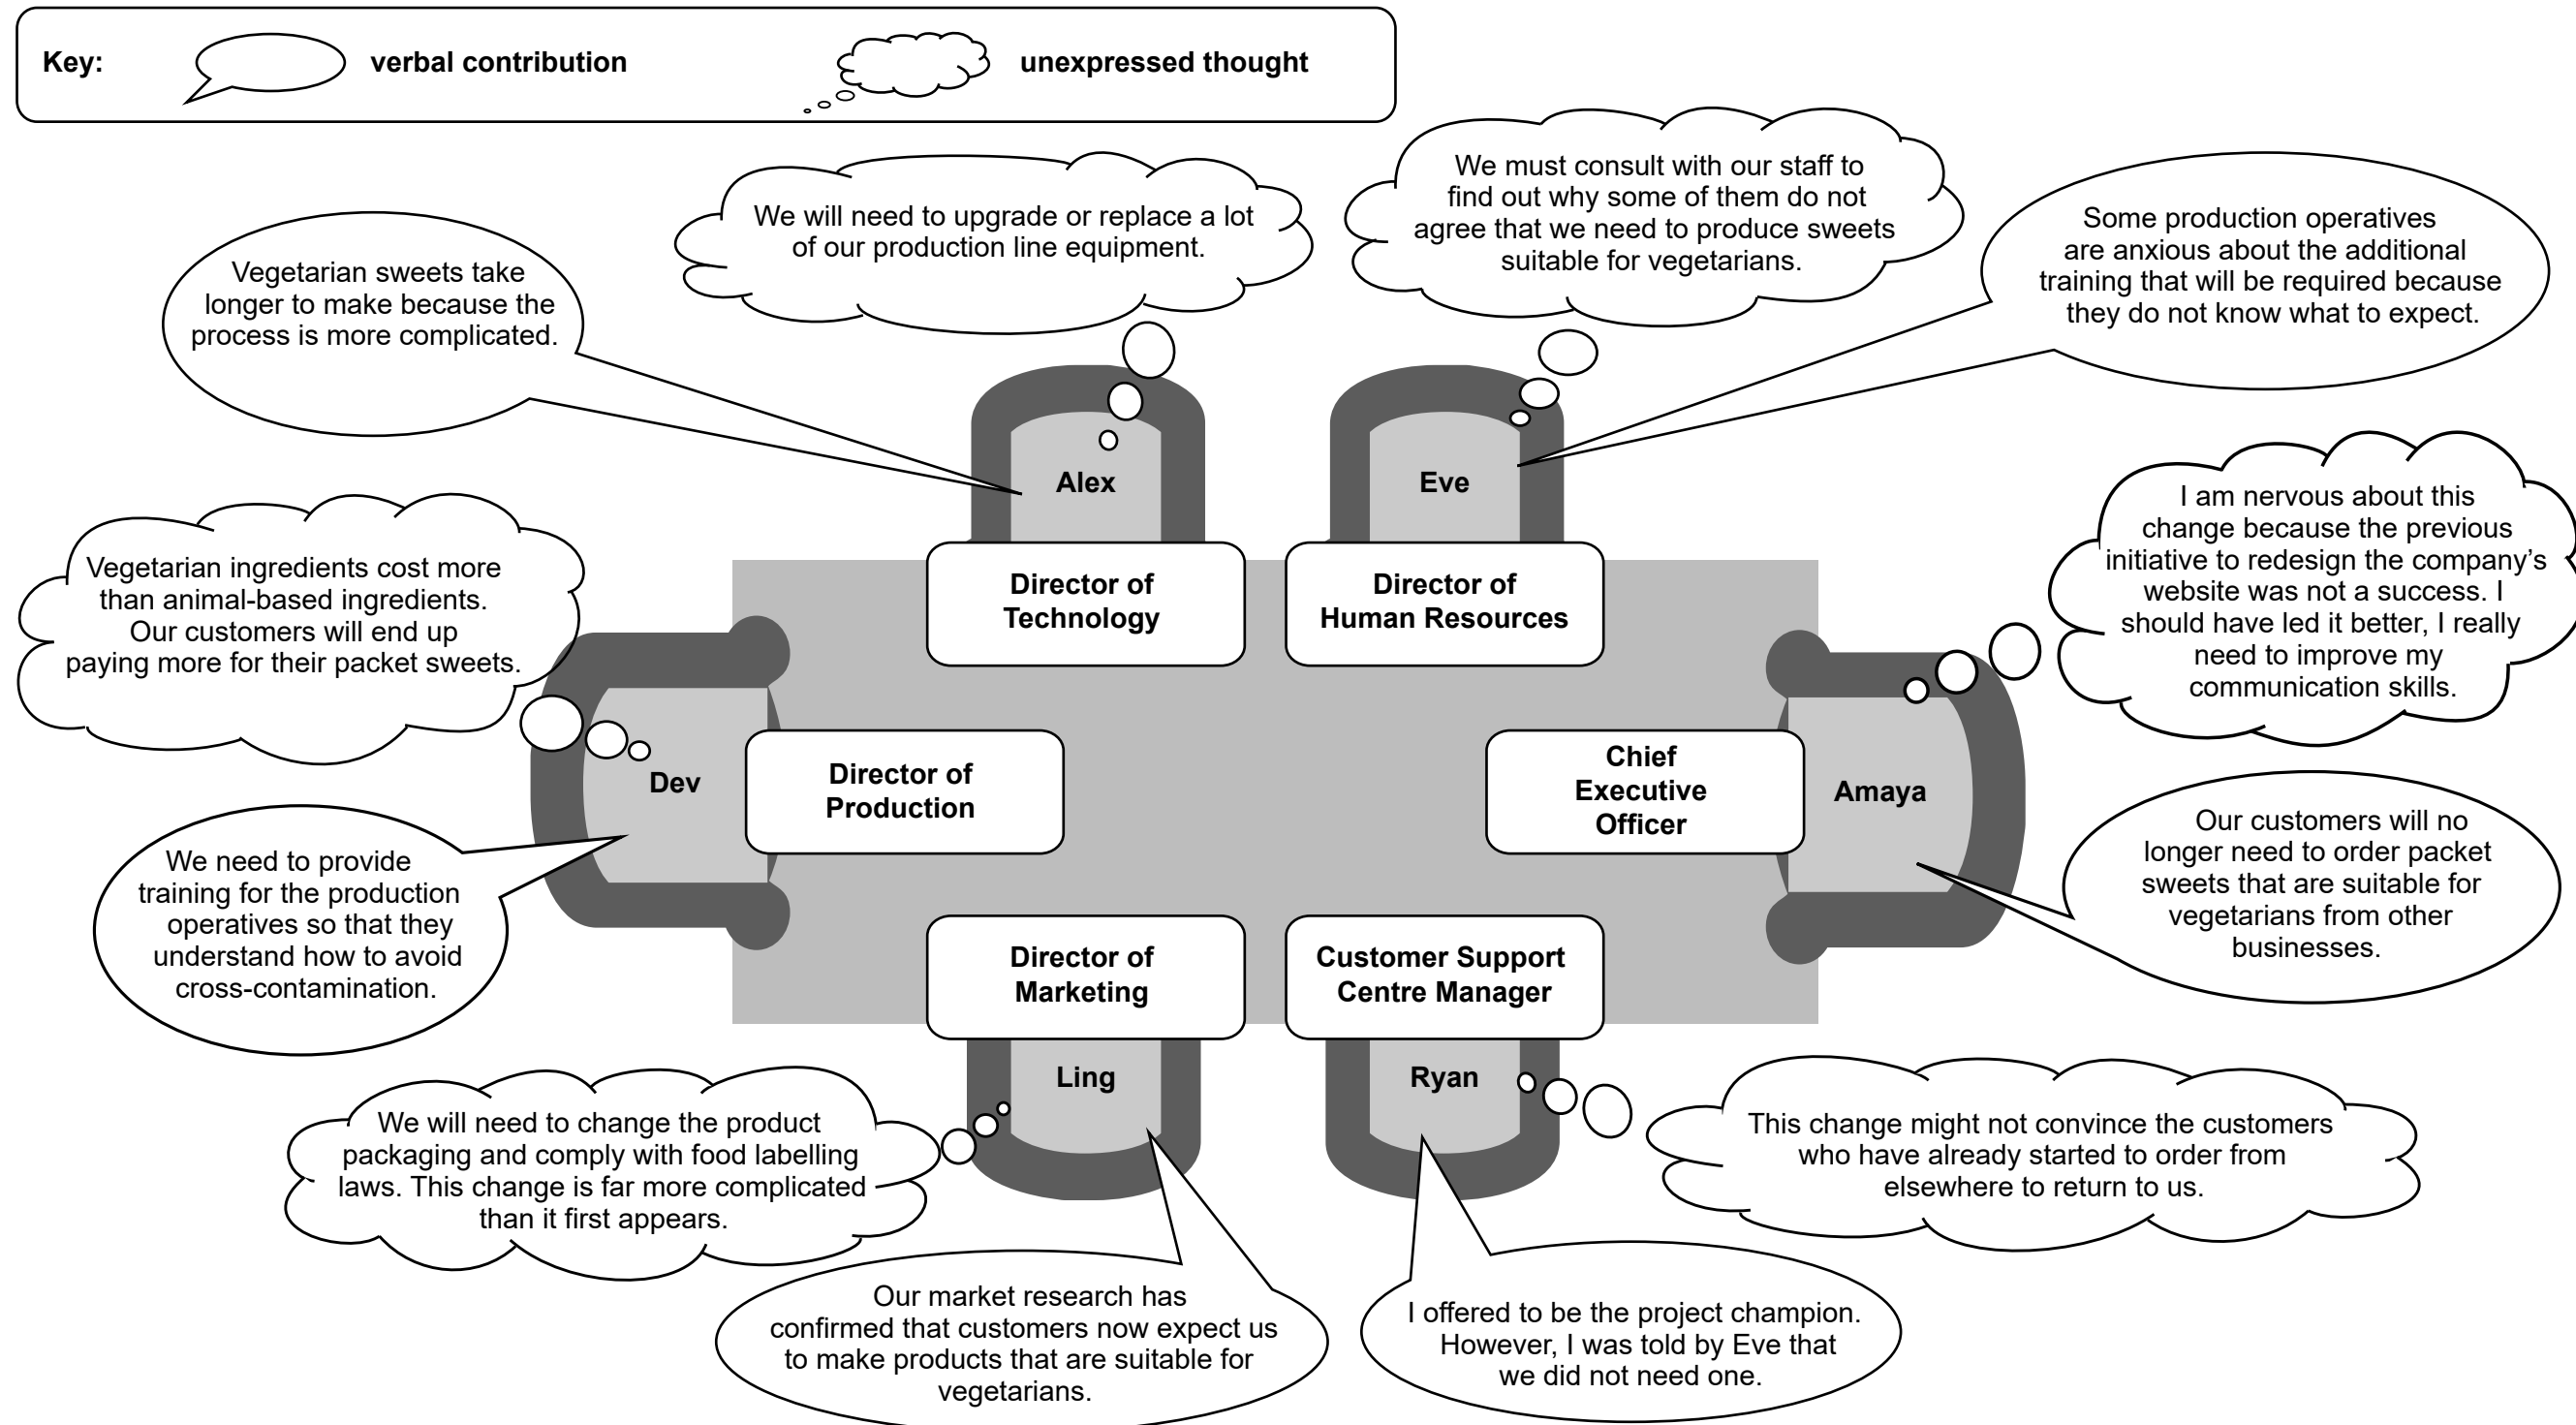 Key:
verbal contribution
unexpressed thought
Vegetarian sweets take
longer to make because the
process is more complicated.
We will need to upgrade or replace a lot
of our production line equipment.
We must consult with our staff to
find out why some of them do not
agree that we need to produce sweets
suitable for vegetarians.
Some production operatives
are anxious about the additional
training that will be required because
they do not know what to expect.
Alex
Director of
Technology
Eve
Director of
Human Resources
I am nervous about this
change because the previous
initiative to redesign the company’s
website was not a success. I
should have led it better, I really
need to improve my
communication skills.
Vegetarian ingredients cost more
than animal-based ingredients.
Our customers will end up
paying more for their packet sweets.
Dev
Director of
Production
Chief
Executive
Officer
Amaya
We need to provide
training for the production
operatives so that they
understand how to avoid
cross-contamination.
Our customers will no
longer need to order packet
sweets that are suitable for
vegetarians from other
businesses.
Director of
Marketing
Ling
Customer Support
Centre Manager
Ryan
We will need to change the product
packaging and comply with food labelling
laws. This change is far more complicated
than it first appears.
This change might not convince the customers
who have already started to order from
elsewhere to return to us.
Our market research has
confirmed that customers now expect us
to make products that are suitable for
vegetarians.
I offered to be the project champion.
However, I was told by Eve that
we did not need one.